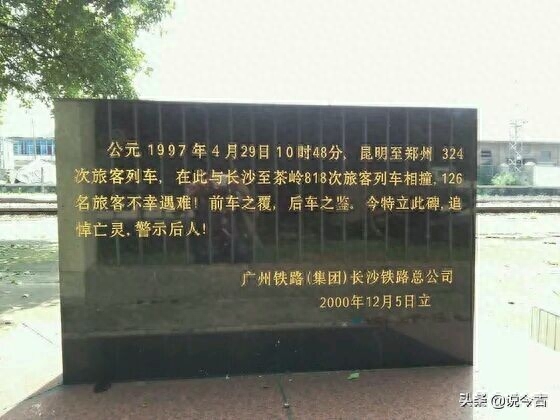 公元1997年4月29日10时48分，昆明至郑州 324
次旅客列车，在此与长沙至茶岭818次旅客列车相撞，126
名旅客不幸遇难！前车之覆，后车之鉴。今特立此碑，追
悼亡灵，警示后人！
广州铁路(集团)长沙铁路总公司
2000年12月5日立
头条 @说今古